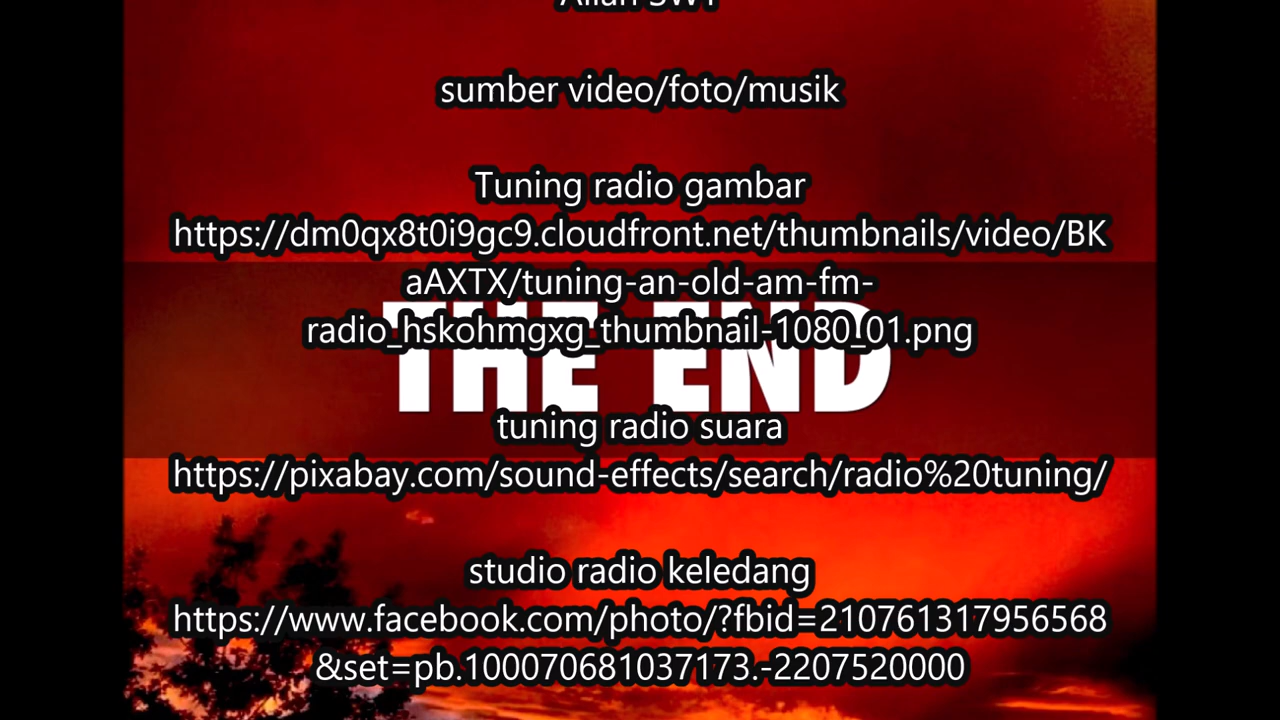 Allah SWT
sumber video/foto/musik
Tuning radio gambar
https://dm0qx8t0i9gc9.cloudfront.net/thumbnails/video/BK
aAXTX/tuning-an-old-am-fm-
radio_hskohmgxg_thumbnail-1080_01.png
THE END
tuning radio suara
https://pixabay.com/sound-effects/search/radio%20tuning/
studio radio keledang
https://www.facebook.com/photo/?fbid=210761317956568
&set=pb.100070681037173.-2207520000